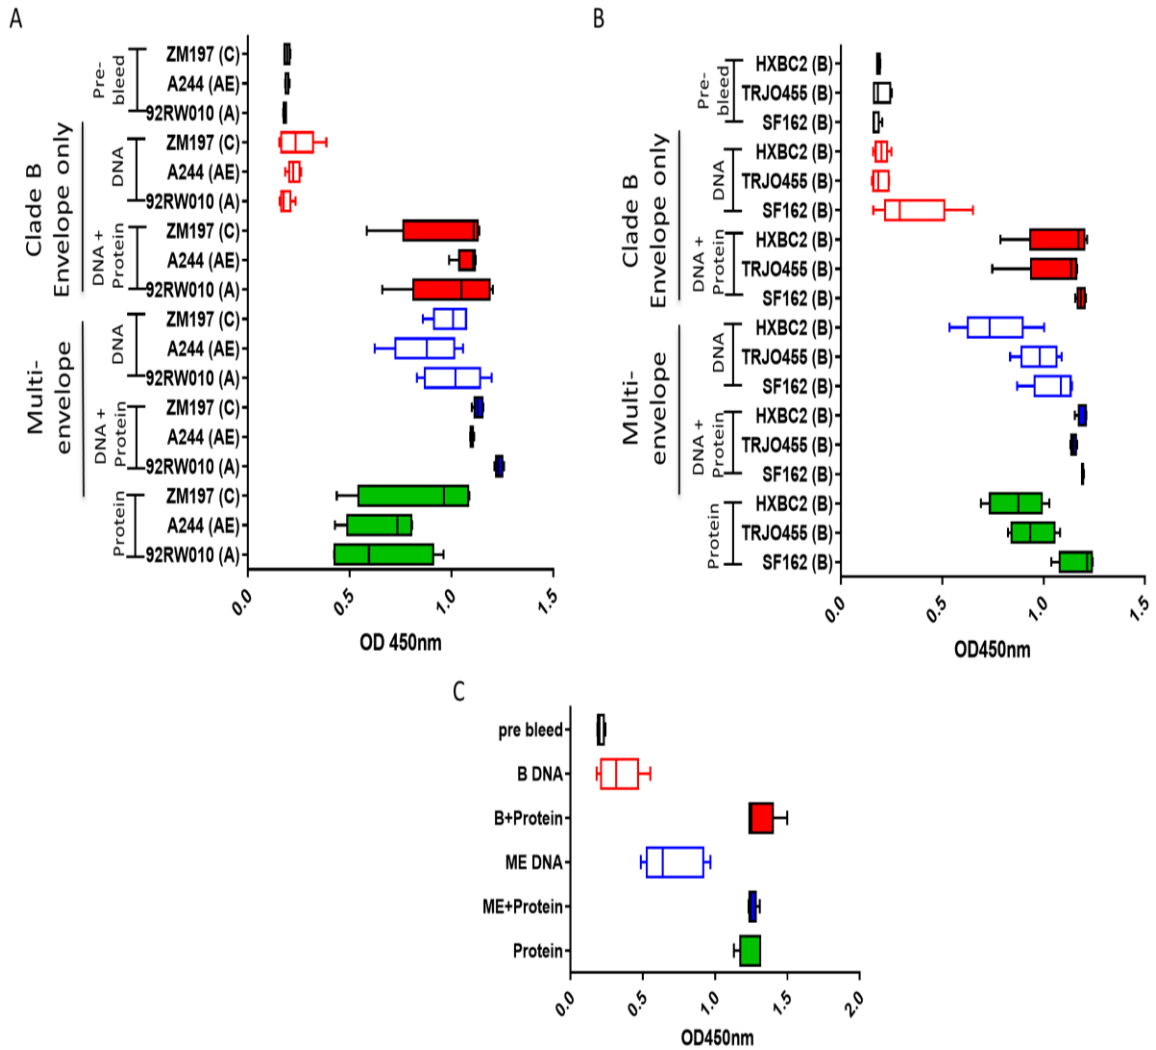 A
ZM197 (C)
A244 (AE)
92RW010 (A)
ZM197 (C)
A244 (AE)
92RW010 (A)
ZM197 (C)
A244 (AE)
92RW010 (A)
ZM197 (C)
A244 (AE)
92RW010 (A)
ZM197 (C)
A244 (AE)
92RW010 (A)
ZM197 (C)
A244 (AE)
92RW010 (A)
Pre-
bleed
DNA
DNA +
Protein
DNA
DNA +
Protein
Protein
Clade B
Envelope only
Multi-
envelope
0.0 0.5 1.0 1.5
OD 450nm
B
HXBC2 (B)
TRJO455 (B)
SF162 (B)
HXBC2 (B)
TRJO455 (B)
SF162 (B)
HXBC2 (B)
TRJO455 (B)
SF162 (B)
HXBC2 (B)
TRJO455 (B)
SF162 (B)
HXBC2 (B)
TRJO455 (B)
SF162 (B)
HXBC2 (B)
TRJO455 (B)
SF162 (B)
Pre-
bleed
DNA
DNA +
Protein
DNA
DNA +
Protein
Protein
Clade B
Envelope only
Multi-
envelope
0.0 0.5 1.0 1.5
OD450nm
C
pre bleed
B DNA
B+Protein
ME DNA
ME+Protein
Protein
0.0 0.5 1.0 1.5 2.0
OD450nm